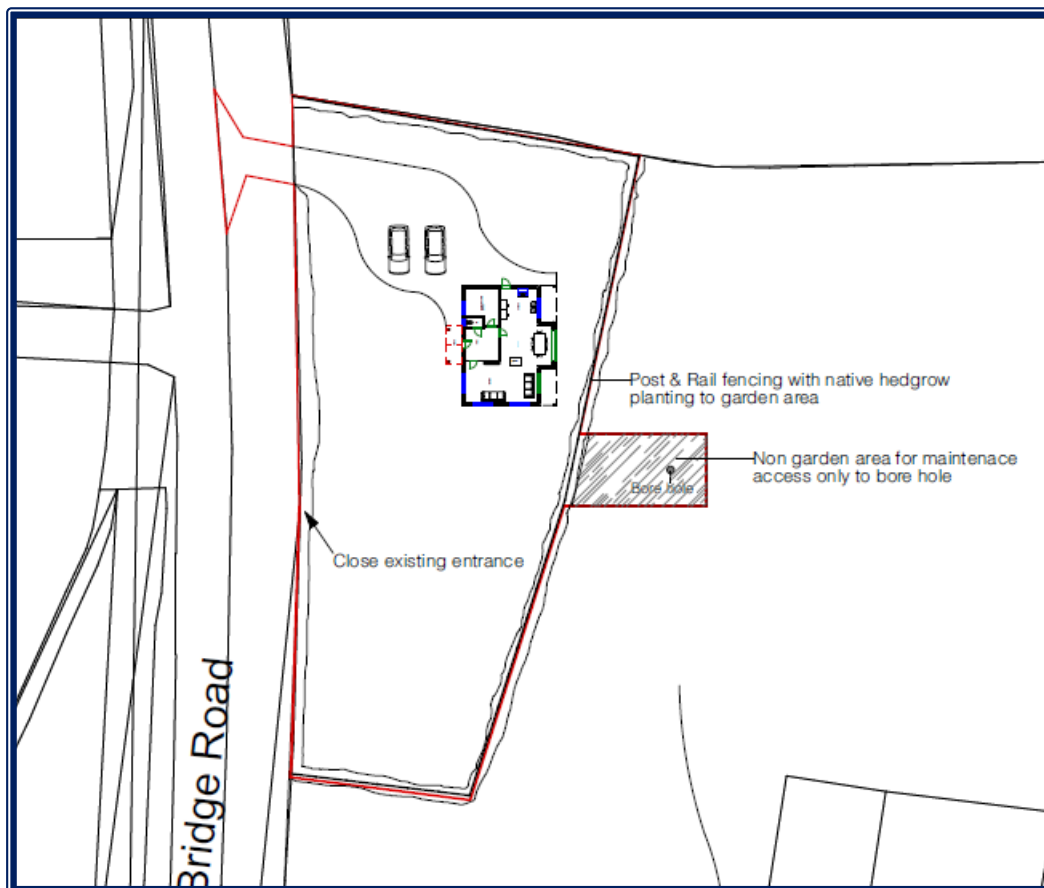 Post & Rail fencing with native hedgrow
planting to garden area
Non garden area for maintenace
access only to bore hole
Bore hole
Close existing entrance
Bridge Road